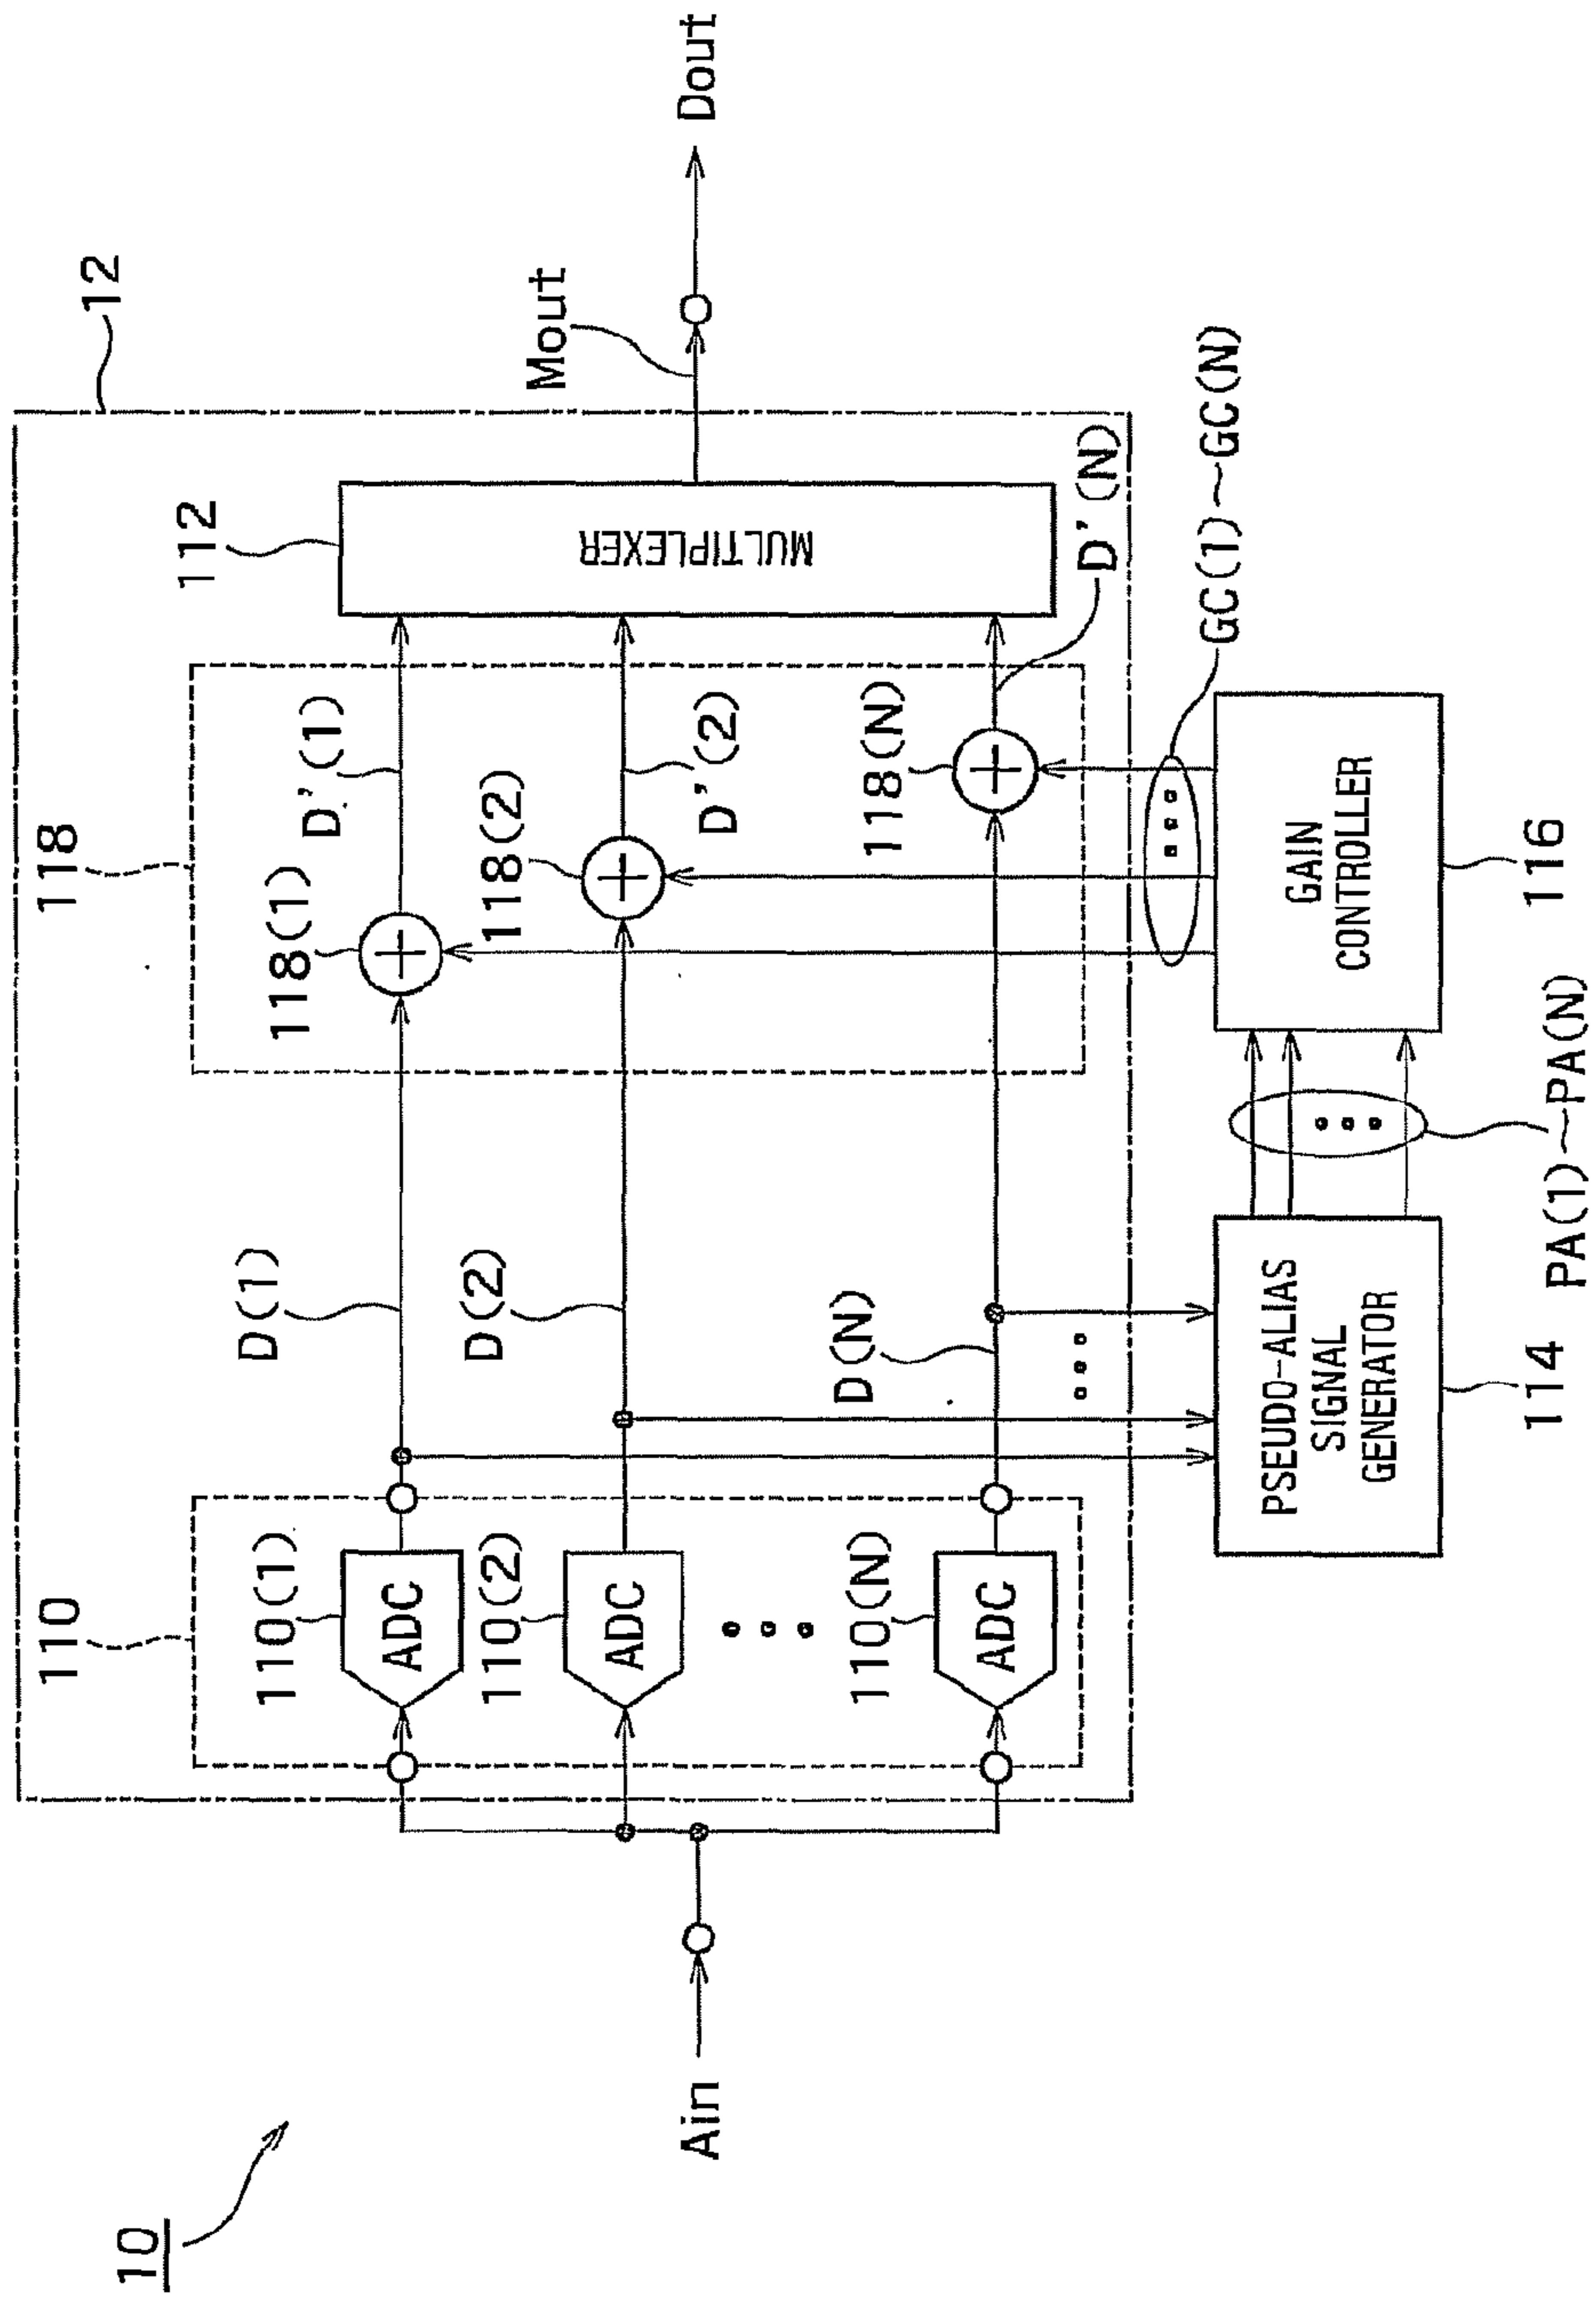 10
12
118
112
Mout
Dout
110
110(1)
ADC
D(1)
118(1)
D'(1)
MULTIPLEXER
110(2)
ADC
D(2)
118(2)
D'(2)
Ain
110(N)
ADC
D(N)
118(N)
D'(N)
GC(1)~GC(N)
PSEUDO-ALIAS
SIGNAL
GENERATOR
GAIN
CONTROLLER
114
PA(1)~PA(N)
116